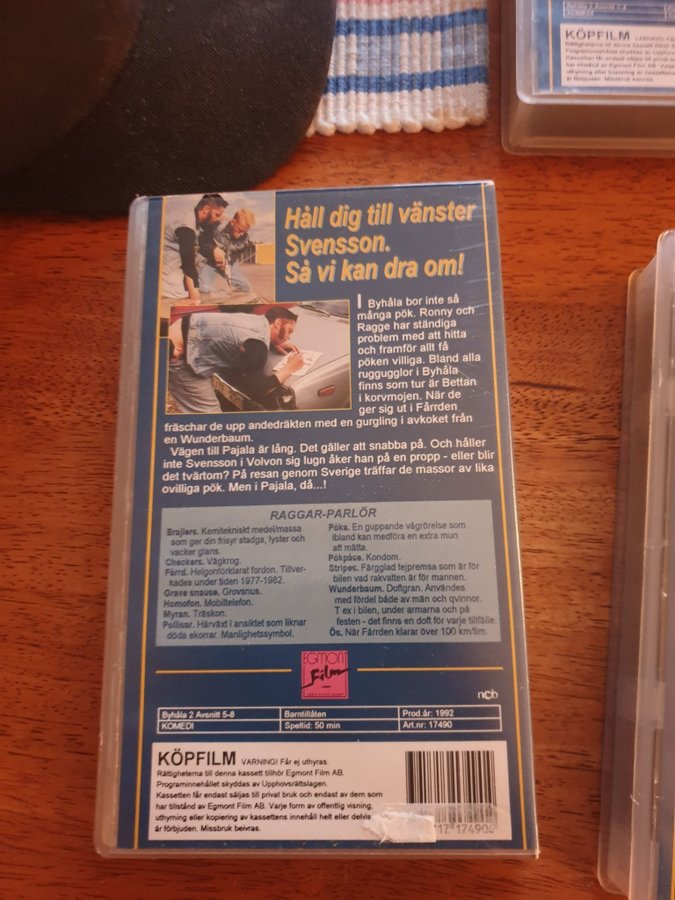 Byhåla 2 Avsnitt 5-8
KOMEDI
KÖPFILM VARNING! Får
Håll dig till vänster
Svensson.
Så vi kan dra om!
I Byhåla bor inte så
många pök. Ronny och
Ragge har ständiga
problem med att hitta
och framför allt få
pöken villiga. Bland alla
ruggugglor i Byhåla
finns som tur är Bettan
i korvmojen. När de
ger sig ut i Fårrden
fräschar de upp andedräkten med en gurgling i avkoket från
en Wunderbaum.
Vägen till Pajala är lång. Det gäller att snabba på. Och håller
inte Svensson i Volvon sig lugn åker han på en propp - eller blir
det tvärtom? På resan genom Sverige träffar de massor av lika
ovilliga pök. Men i Pajala, då...!
RAGGAR-PARLÖR
Brajlers. Kemitekniskt medel/massa
som ger din frisyr stadga, lyster och
vacker glans.
Checkers. Vägkrog.
Fårrd. Helgonförklarat fordon. Tillver-
kades under tiden 1977-1982.
Grave snause. Grovsnus.
Homofon. Mobiltelefon.
Myran. Träskon.
Pollisar. Hårväxt i ansiktet som liknar
döda ekorrar. Manlighetssymbol.
Pöka. En guppande vågrörelse som
ibland kan medföra en extra mun
att mätta.
Pökpåse. Kondom.
Stripes. Färgglad tejpremsa som är för
bilen vad rakvatten är för mannen.
Wunderbaum. Doftgran. Användes
med fördel både av män och qvinnor.
T ex i bilen, under armarna och på
festen - det finns en doft för varje tillfälle.
Ös. När Fårrden klarar över 100 km/tim.
EGMONT
Film
ncb
Byhåla 2 Avsnitt 5-8 Barntillåten Prod.år: 1992
KOMEDI Speltid: 50 min Art.nr: 17490
KÖPFILM VARNING! Får ej uthyras.
Rättigheterna till denna kassett tillhör Egmont Film AB.
Programinnehållet skyddas av Upphovsrättslagen.
Kassetten får endast säljas till privat bruk och endast av dem som
har tillstånd av Egmont Film AB. Varje form av offentlig visning,
uthyrning eller kopiering av kassettens innehåll helt eller delvis
är förbjuden. Missbruk beivras.